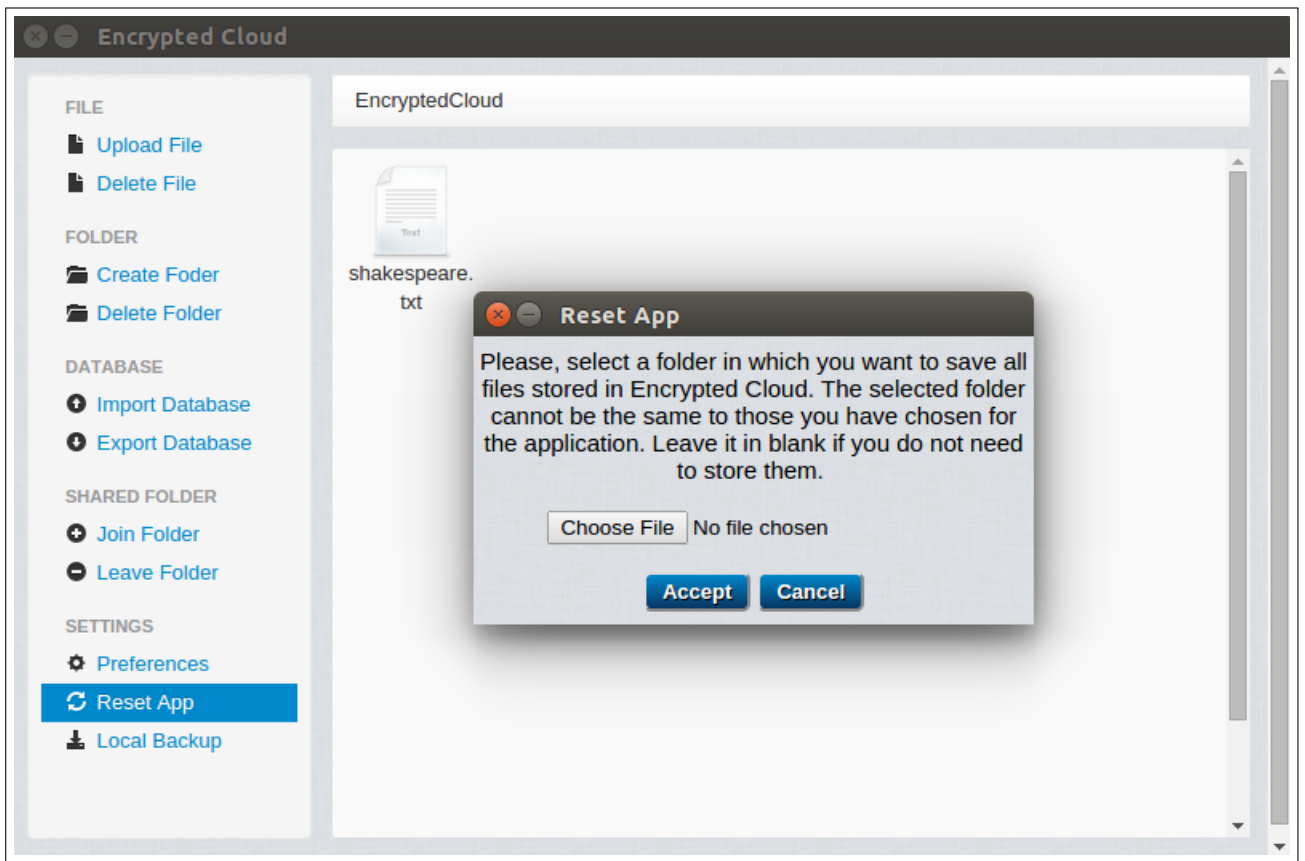 Encrypted Cloud
FILE
Upload File
Delete File
FOLDER
Create Foder
Delete Folder
DATABASE
Import Database
Export Database
SHARED FOLDER
Join Folder
Leave Folder
SETTINGS
Preferences
Reset App
Local Backup
EncryptedCloud
Text
shakespeare.
txt
Reset App
Please, select a folder in which you want to save all
files stored in Encrypted Cloud. The selected folder
cannot be the same to those you have chosen for
the application. Leave it in blank if you do not need
to store them.
Choose File No file chosen
Accept Cancel